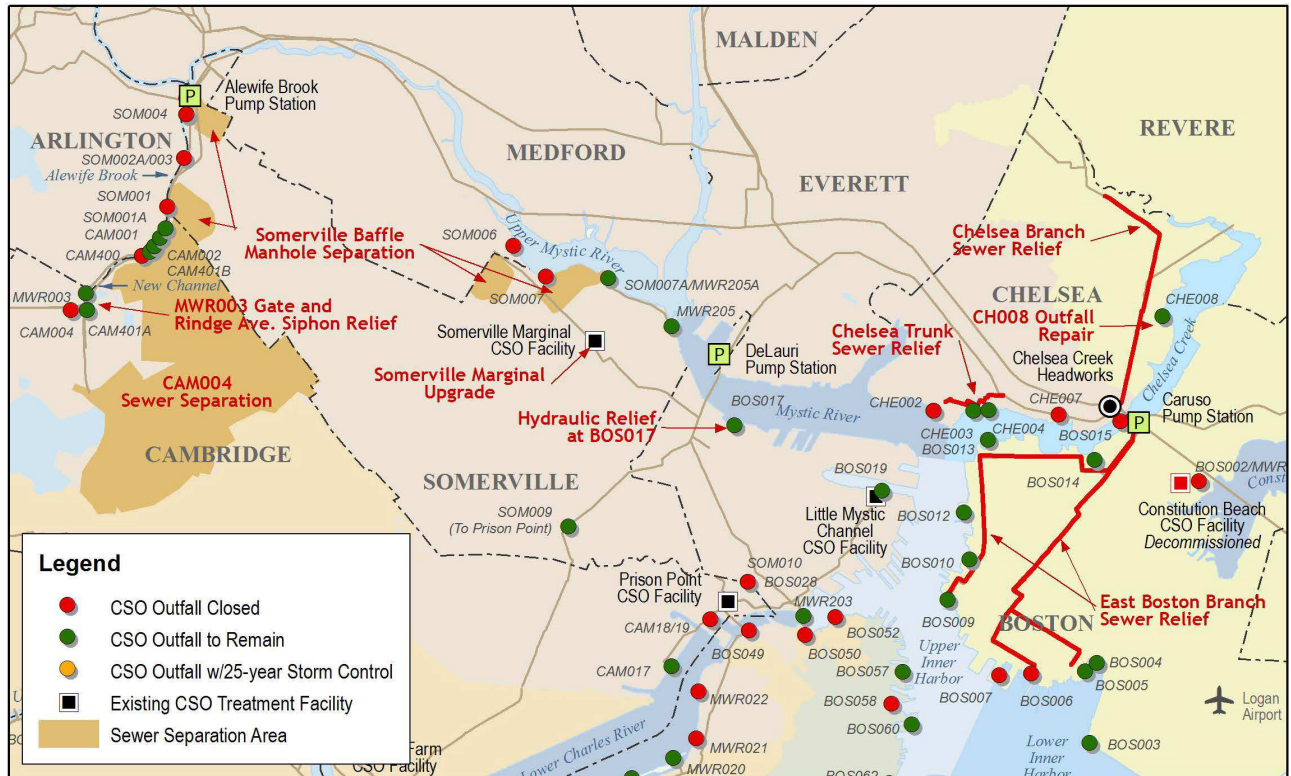 MALDEN
REVERE
P
Alewife Brook
Pump Station
SOM004
ARLINGTON
SOM002A/003
Alewife Brook
MEDFORD
EVERETT
SOM001
SOM001A
CAM001
CAM400
CAM002
CAM401B
New Channel
Somerville Baffle
Manhole Separation
SOM006
Upper Mystic River
SOM007
SOM007A/MWR205A
Chelsea Branch
Sewer Relief
CHELSEA
CHE008
CH008 Outfall
Repair
Chelsea Creek
MWR003
CAM004
CAM401A
MWR003 Gate and
Rindge Ave. Siphon Relief
MWR205
Somerville Marginal
CSO Facility
P
DeLauri
Pump Station
Chelsea Trunk
Sewer Relief
Chelsea Creek
Headworks
Somerville Marginal
Upgrade
CAM004
Sewer Separation
BOS017
Mystic River
CHE002
CHE007
P
Caruso
Pump Station
Hydraulic Relief
at BOS017
CHE003
CHE004
BOS013
BOS015
CAMBRIDGE
SOMERVILLE
BOS019
BOS014
BOS002/MWR
Const
SOM009
(To Prison Point)
Little Mystic
Channel
CSO Facility
BOS012
Constitution Beach
CSO Facility
Decommissioned
BOS010
SOM010
BOS028
Prison Point
CSO Facility
MWR203
BOS009
East Boston Branch
Sewer Relief
BOSTON
CAM18/19
BOS049
BOS050
BOS052
Upper
Inner
Harbor
CAM017
BOS057
BOS004
BOS005
BOS007
BOS006
MWR022
BOS058
BOS060
Logan
Airport
MWR021
MWR020
Lower Charles River
BOS003
Lower
Inner
Harbor
BOS062
Farm
CSO Facility
Legend
CSO Outfall Closed
CSO Outfall to Remain
CSO Outfall w/25-year Storm Control
Existing CSO Treatment Facility
Sewer Separation Area